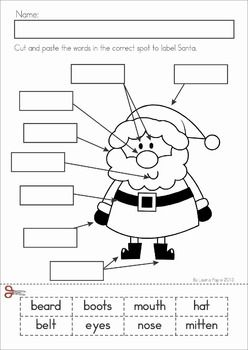 Name:
Cut and paste the words in the correct spot to label Santa.
beard boots mouth hat
belt eyes nose mitten